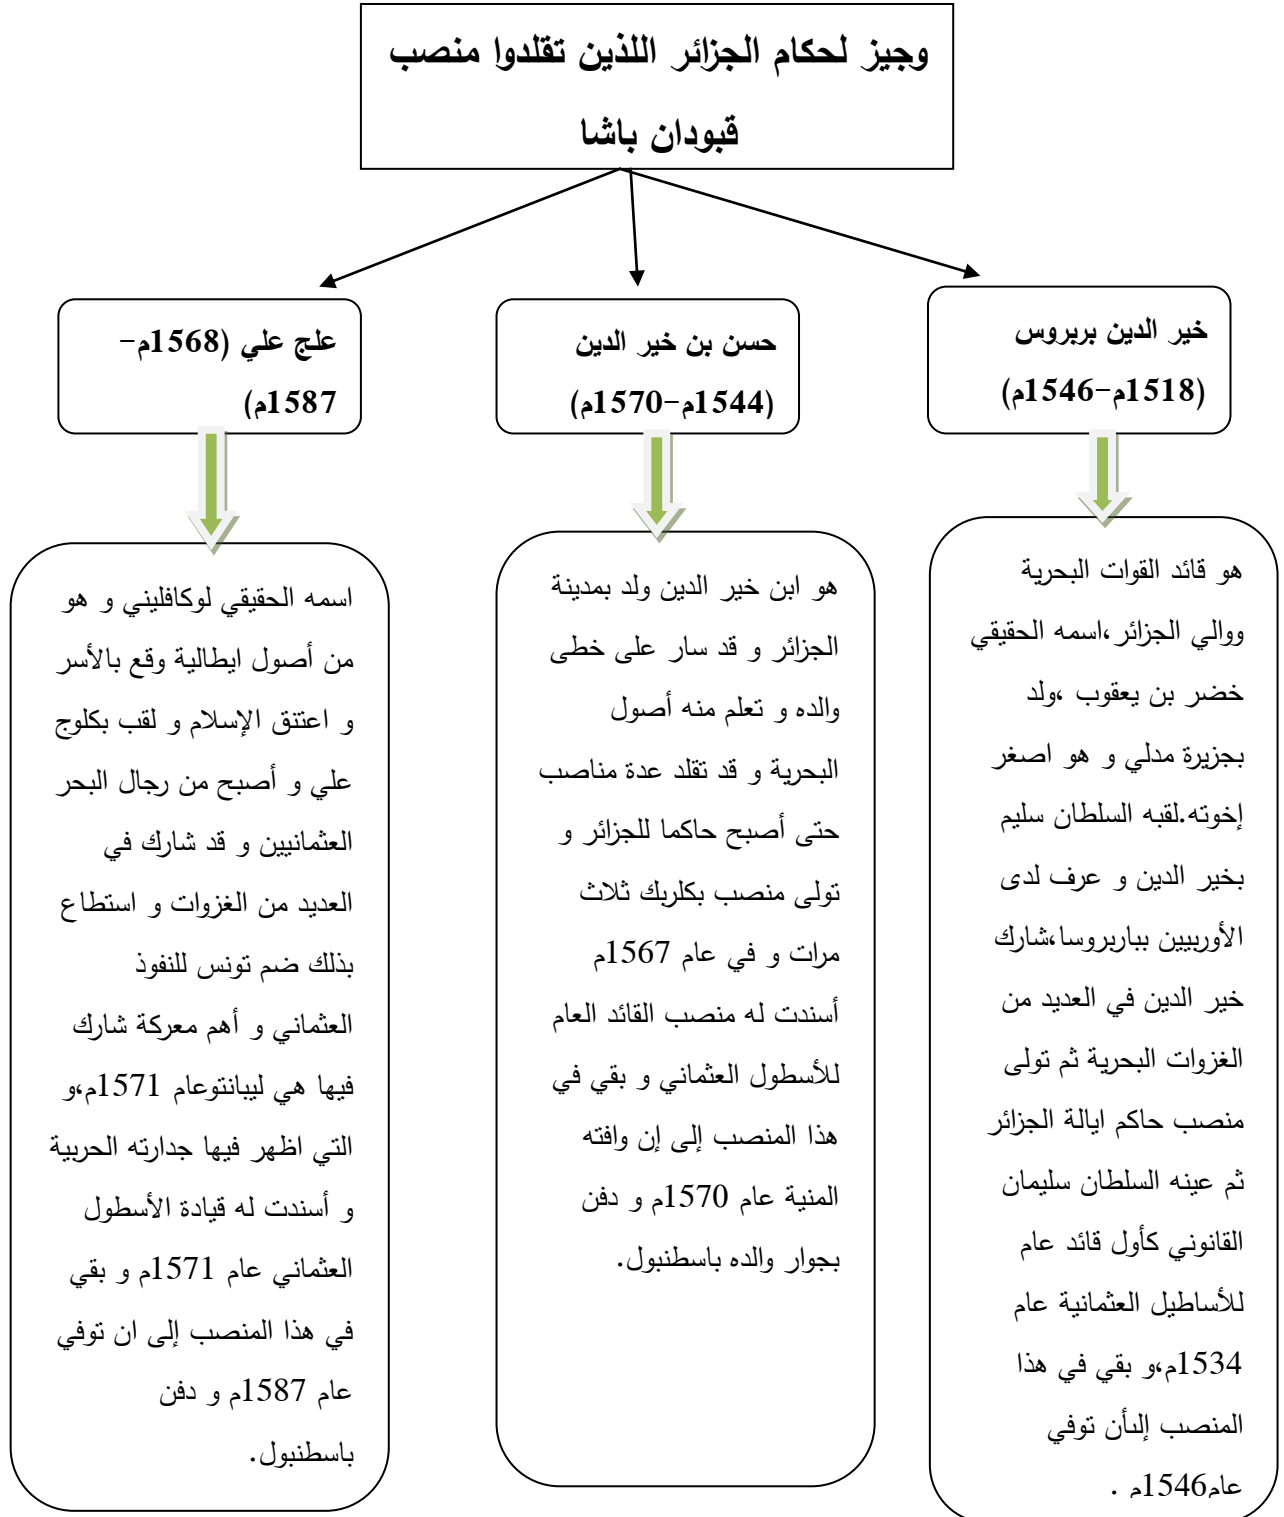 وجيز لحكام الجزائر اللذين تقلدوا منصب
قبودان باشا
خير الدين بربروس
(1518م-1546م)
حسن بن خير الدين
(1544م-1570م)
علج علي (1568م-
1587م)
هو قائد القوات البحرية
ووالي الجزائر ،اسمه الحقيقي
خضر بن يعقوب ،ولد
بجزيرة مدلي و هو اصغر
إخوته.لقبه السلطان سليم
بخير الدين و عرف لدى
الأوربيين بباربروسا،شارك
خير الدين في العديد من
الغزوات البحرية ثم تولى
منصب حاكم ايالة الجزائر
ثم عينه السلطان سليمان
القانوني كأول قائد عام
للأساطيل العثمانية عام
1534م،و بقي في هذا
المنصب إلىأن توفي
عام1546م .
هو ابن خير الدين ولد بمدينة
الجزائر و قد سار على خطى
والده و تعلم منه أصول
البحرية و قد تقلد عدة مناصب
حتى أصبح حاكما للجزائر و
تولى منصب بكلربك ثلاث
مرات و في عام 1567م
أسندت له منصب القائد العام
للأسطول العثماني و بقي في
هذا المنصب إلى إن وافته
المنية عام 1570م و دفن
بجوار والده باسطنبول.
اسمه الحقيقي لوكافليني و هو
من أصول ايطالية وقع بالأسر
و اعتنق الإسلام و لقب بكلوج
علي و أصبح من رجال البحر
العثمانيين و قد شارك في
العديد من الغزوات و استطاع
بذلك ضم تونس للنفوذ
العثماني و أهم معركة شارك
فيها هي ليبانتوعام 1571م،و
التي اظهر فيها جدارته الحربية
و أسندت له قيادة الأسطول
العثماني عام 1571م و بقي
في هذا المنصب إلى ان توفي
عام 1587م و دفن
باسطنبول.